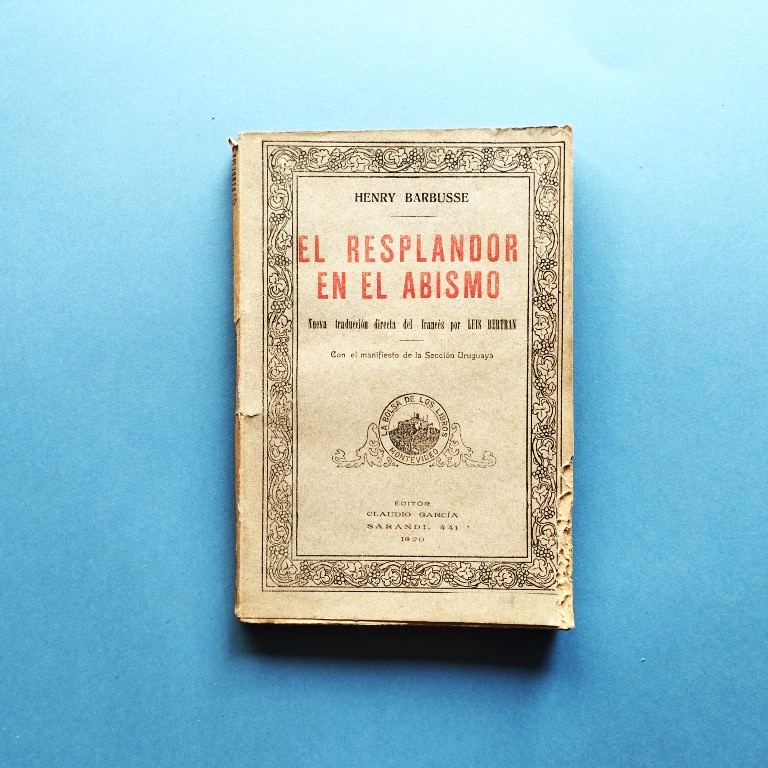 HENRY BARBUSSE
EL RESPLANDOR
EN EL ABISMO
Nueva traducción directa del francés por LUIS BERTRAN
Con el manifiesto de la Sección Uruguaya
LA BOLSA DE LOS LIBROS
MONTEVIDEO
EDITOR
CLAUDIO GARCÍA
SARANDI, 441
1920